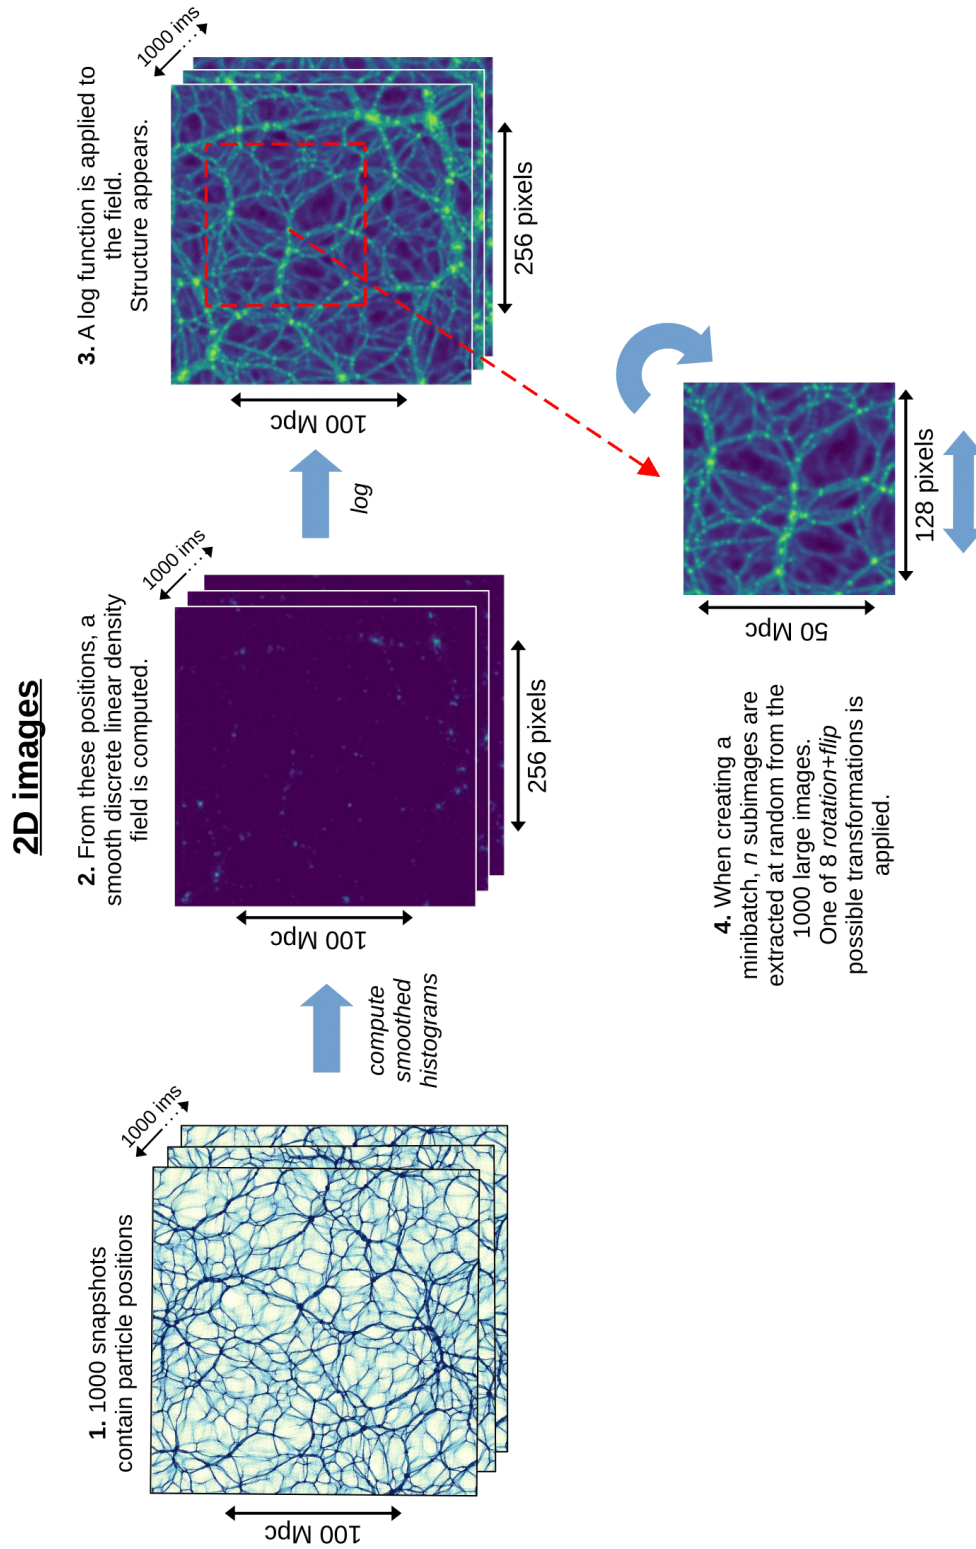 2D images
1. 1000 snapshots
contain particle positions
1000 ims
100 Mpc
compute
smoothed
histograms
2. From these positions, a
smooth discrete linear density
field is computed.
1000 ims
100 Mpc
256 pixels
log
3. A log function is applied to
the field.
Structure appears.
1000 ims
100 Mpc
256 pixels
4. When creating a
minibatch, n subimages are
extracted at random from the
1000 large images.
One of 8 rotation+flip
possible transformations is
applied.
50 Mpc
128 pixels